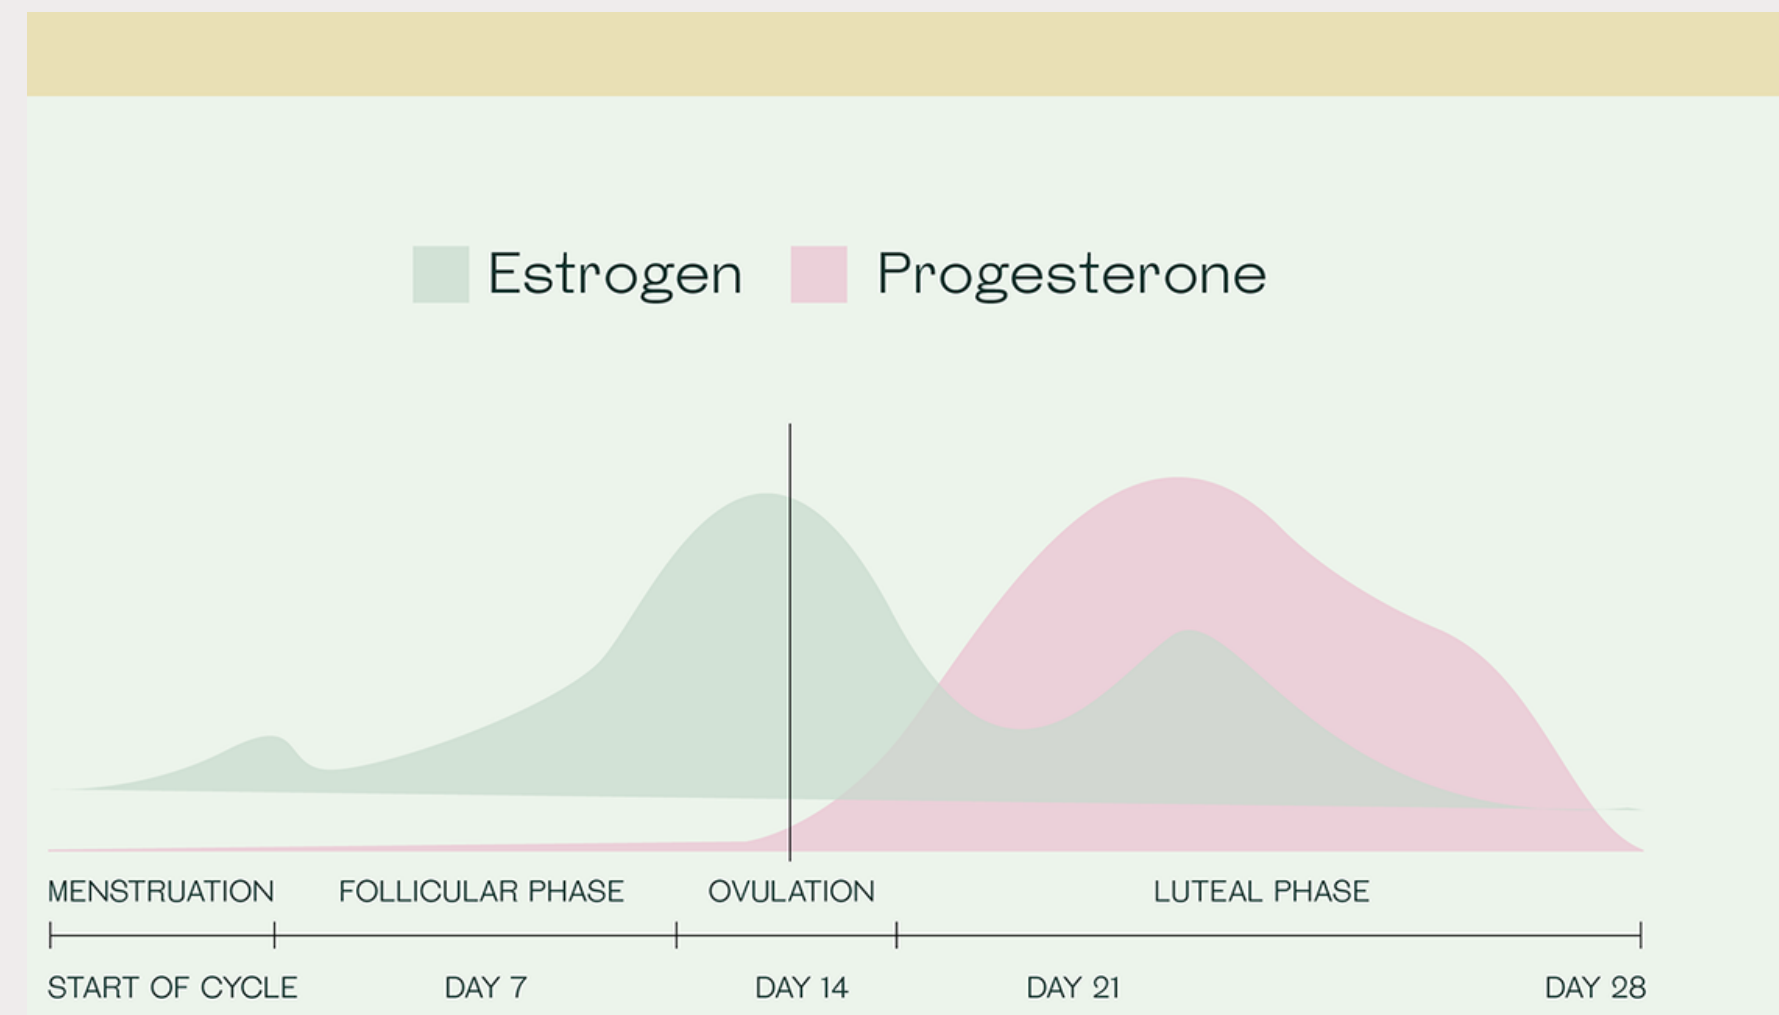 Estrogen Progesterone
MENSTRUATION FOLLICULAR PHASE OVULATION LUTEAL PHASE
START OF CYCLE DAY 7 DAY 14 DAY 21 DAY 28